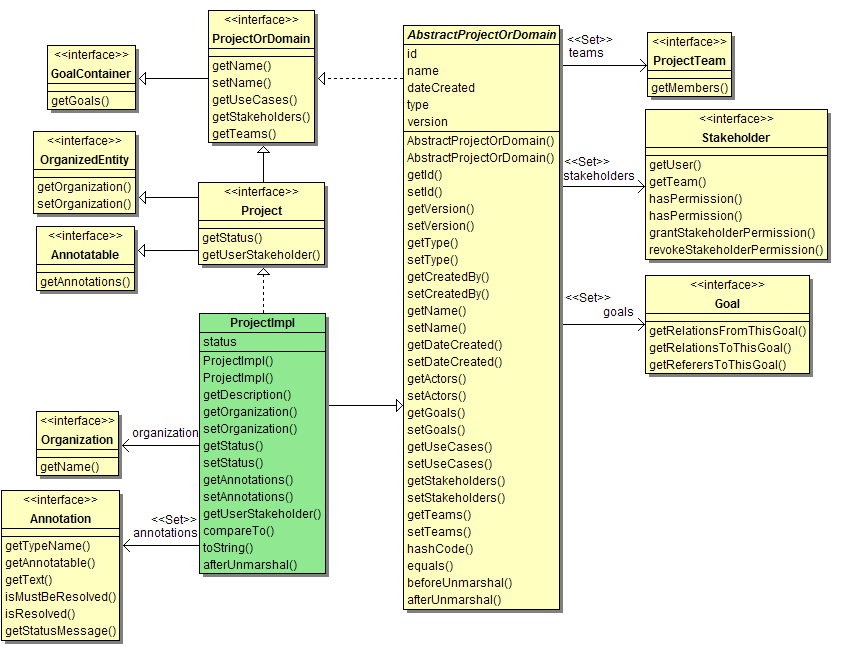 <<interface>>
ProjectOrDomain
getName()
setName()
getUseCases()
getStakeholders()
getTeams()
<<interface>>
GoalContainer
getGoals()
<<interface>>
OrganizedEntity
getOrganization()
setOrganization()
<<interface>>
Annotatable
getAnnotations()
<<interface>>
Project
getStatus()
getUserStakeholder()
ProjectImpl
status
ProjectImpl()
ProjectImpl()
getDescription()
getOrganization()
setOrganization()
getStatus()
setStatus()
getAnnotations()
setAnnotations()
getUserStakeholder()
compareTo()
toString()
afterUnmarshal()
organization
<<interface>>
Organization
getName()
<<Set>>
annotations
<<interface>>
Annotation
getTypeName()
getAnnotatable()
getText()
isMustBeResolved()
isResolved()
getStatusMessage()
AbstractProjectOrDomain
id
name
dateCreated
type
version
AbstractProjectOrDomain()
AbstractProjectOrDomain()
getId()
setId()
getVersion()
setVersion()
getType()
setType()
getCreatedBy()
setCreatedBy()
getName()
setName()
getDateCreated()
setDateCreated()
getActors()
setActors()
getGoals()
setGoals()
getUseCases()
setUseCases()
getStakeholders()
setStakeholders()
getTeams()
setTeams()
hashCode()
equals()
beforeUnmarshal()
afterUnmarshal()
<<Set>>
teams
<<interface>>
ProjectTeam
getMembers()
<<Set>>
stakeholders
<<interface>>
Stakeholder
getUser()
getTeam()
hasPermission()
hasPermission()
grantStakeholderPermission()
revokeStakeholderPermission()
<<Set>>
goals
<<interface>>
Goal
getRelationsFromThisGoal()
getRelationsToThisGoal()
getReferersToThisGoal()